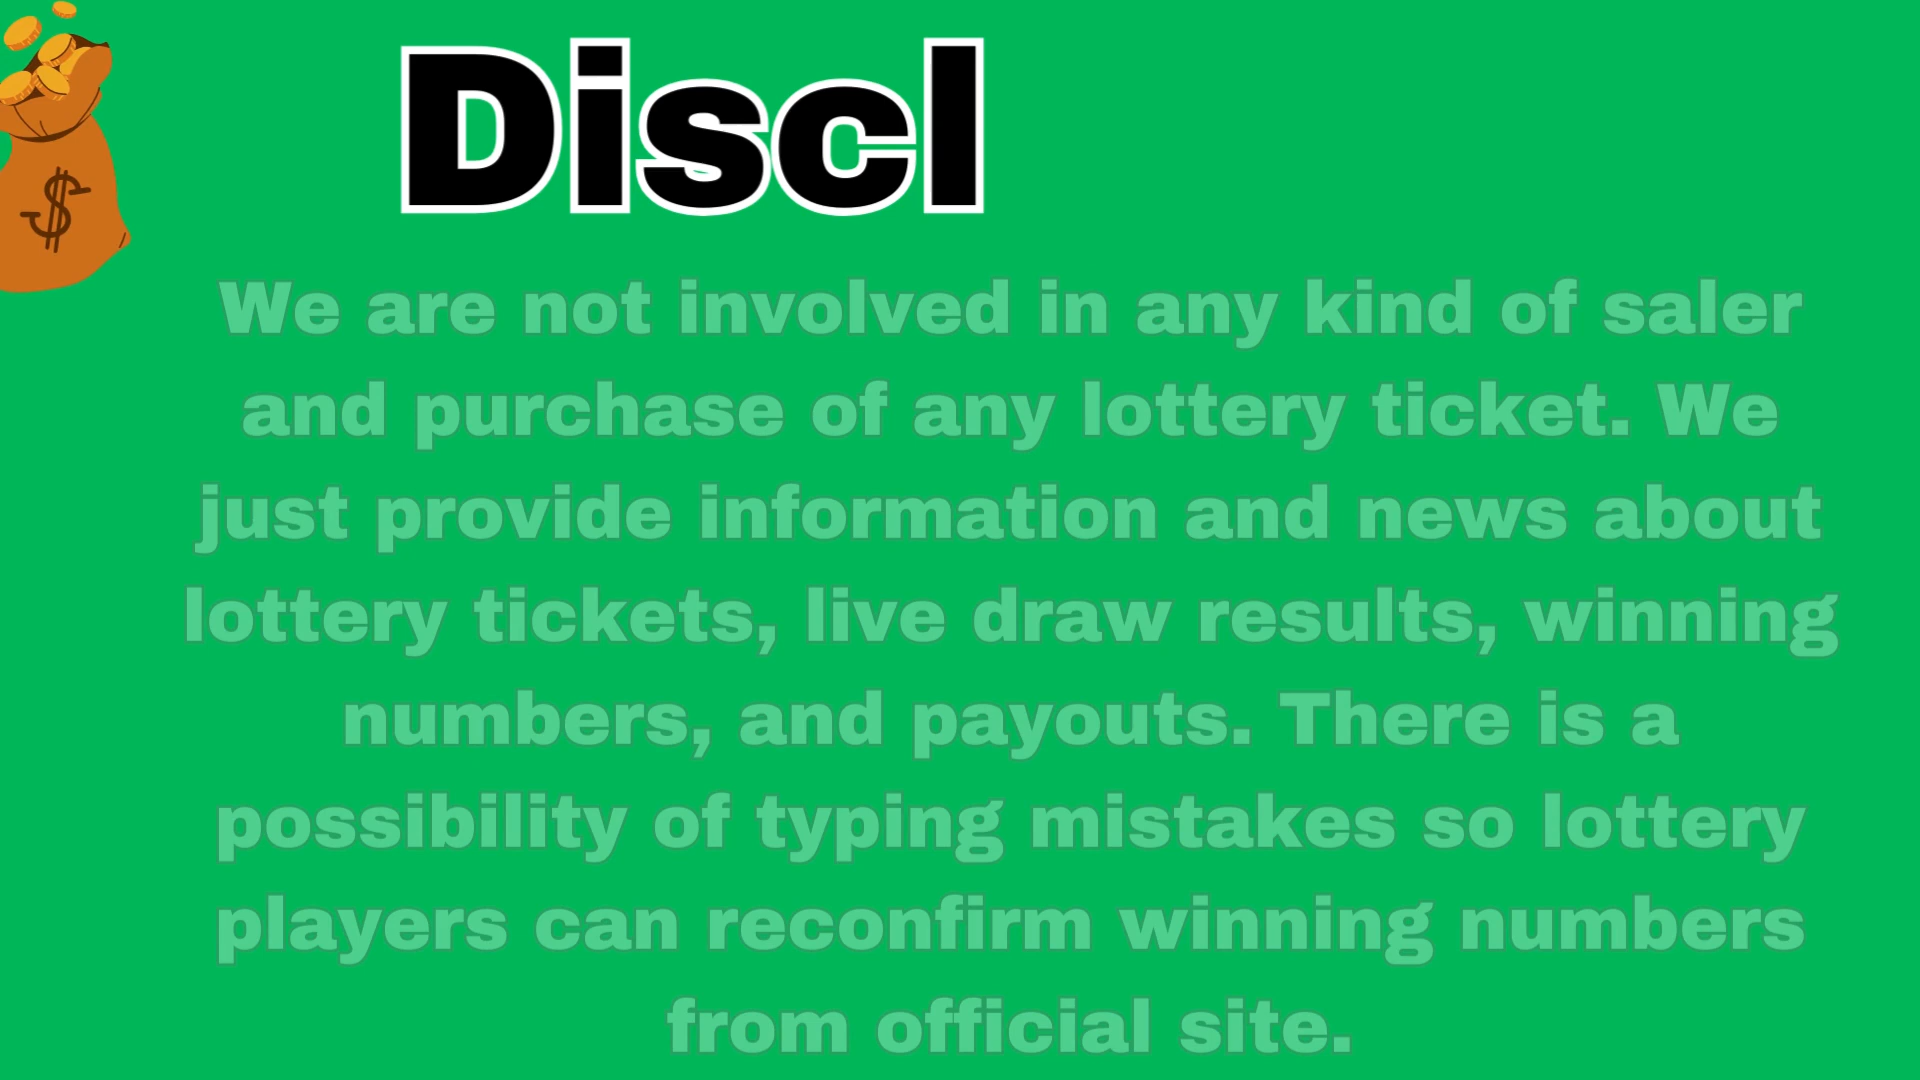 Discl
We are not involved in any kind of saler
and purchase of any lottery ticket. We
just provide information and news about
lottery tickets, live draw results, winning
numbers, and payouts. There is a
possibility of typing mistakes so lottery
players can reconfirm winning numbers
from official site.
$